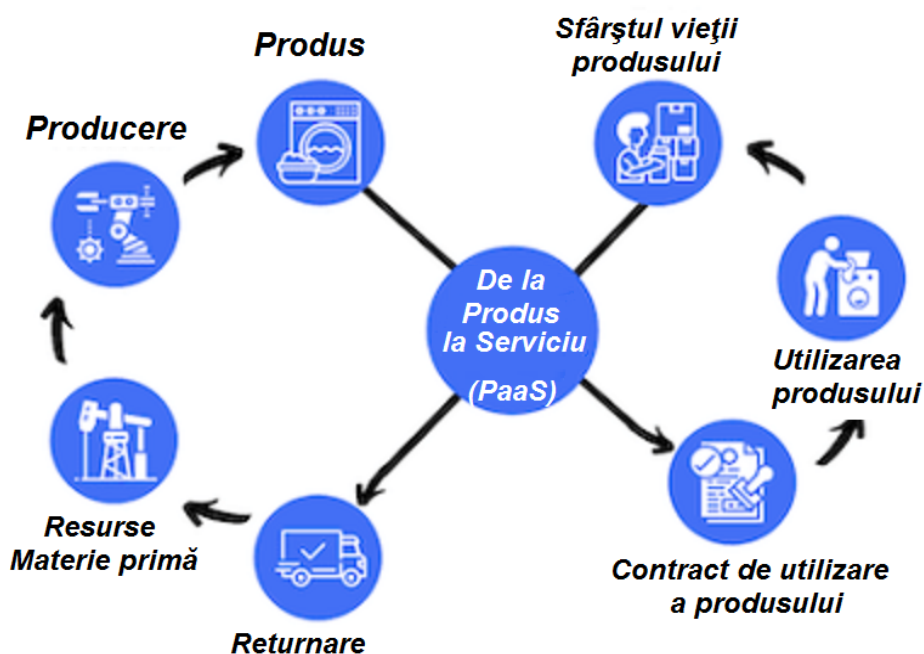 Produs
Sfârştul vieţii
produsului
Producere
De la
Produs
la Serviciu
(PaaS)
Utilizarea
produsului
Resurse
Materie primă
Contract de utilizare
a produsului
Returnare